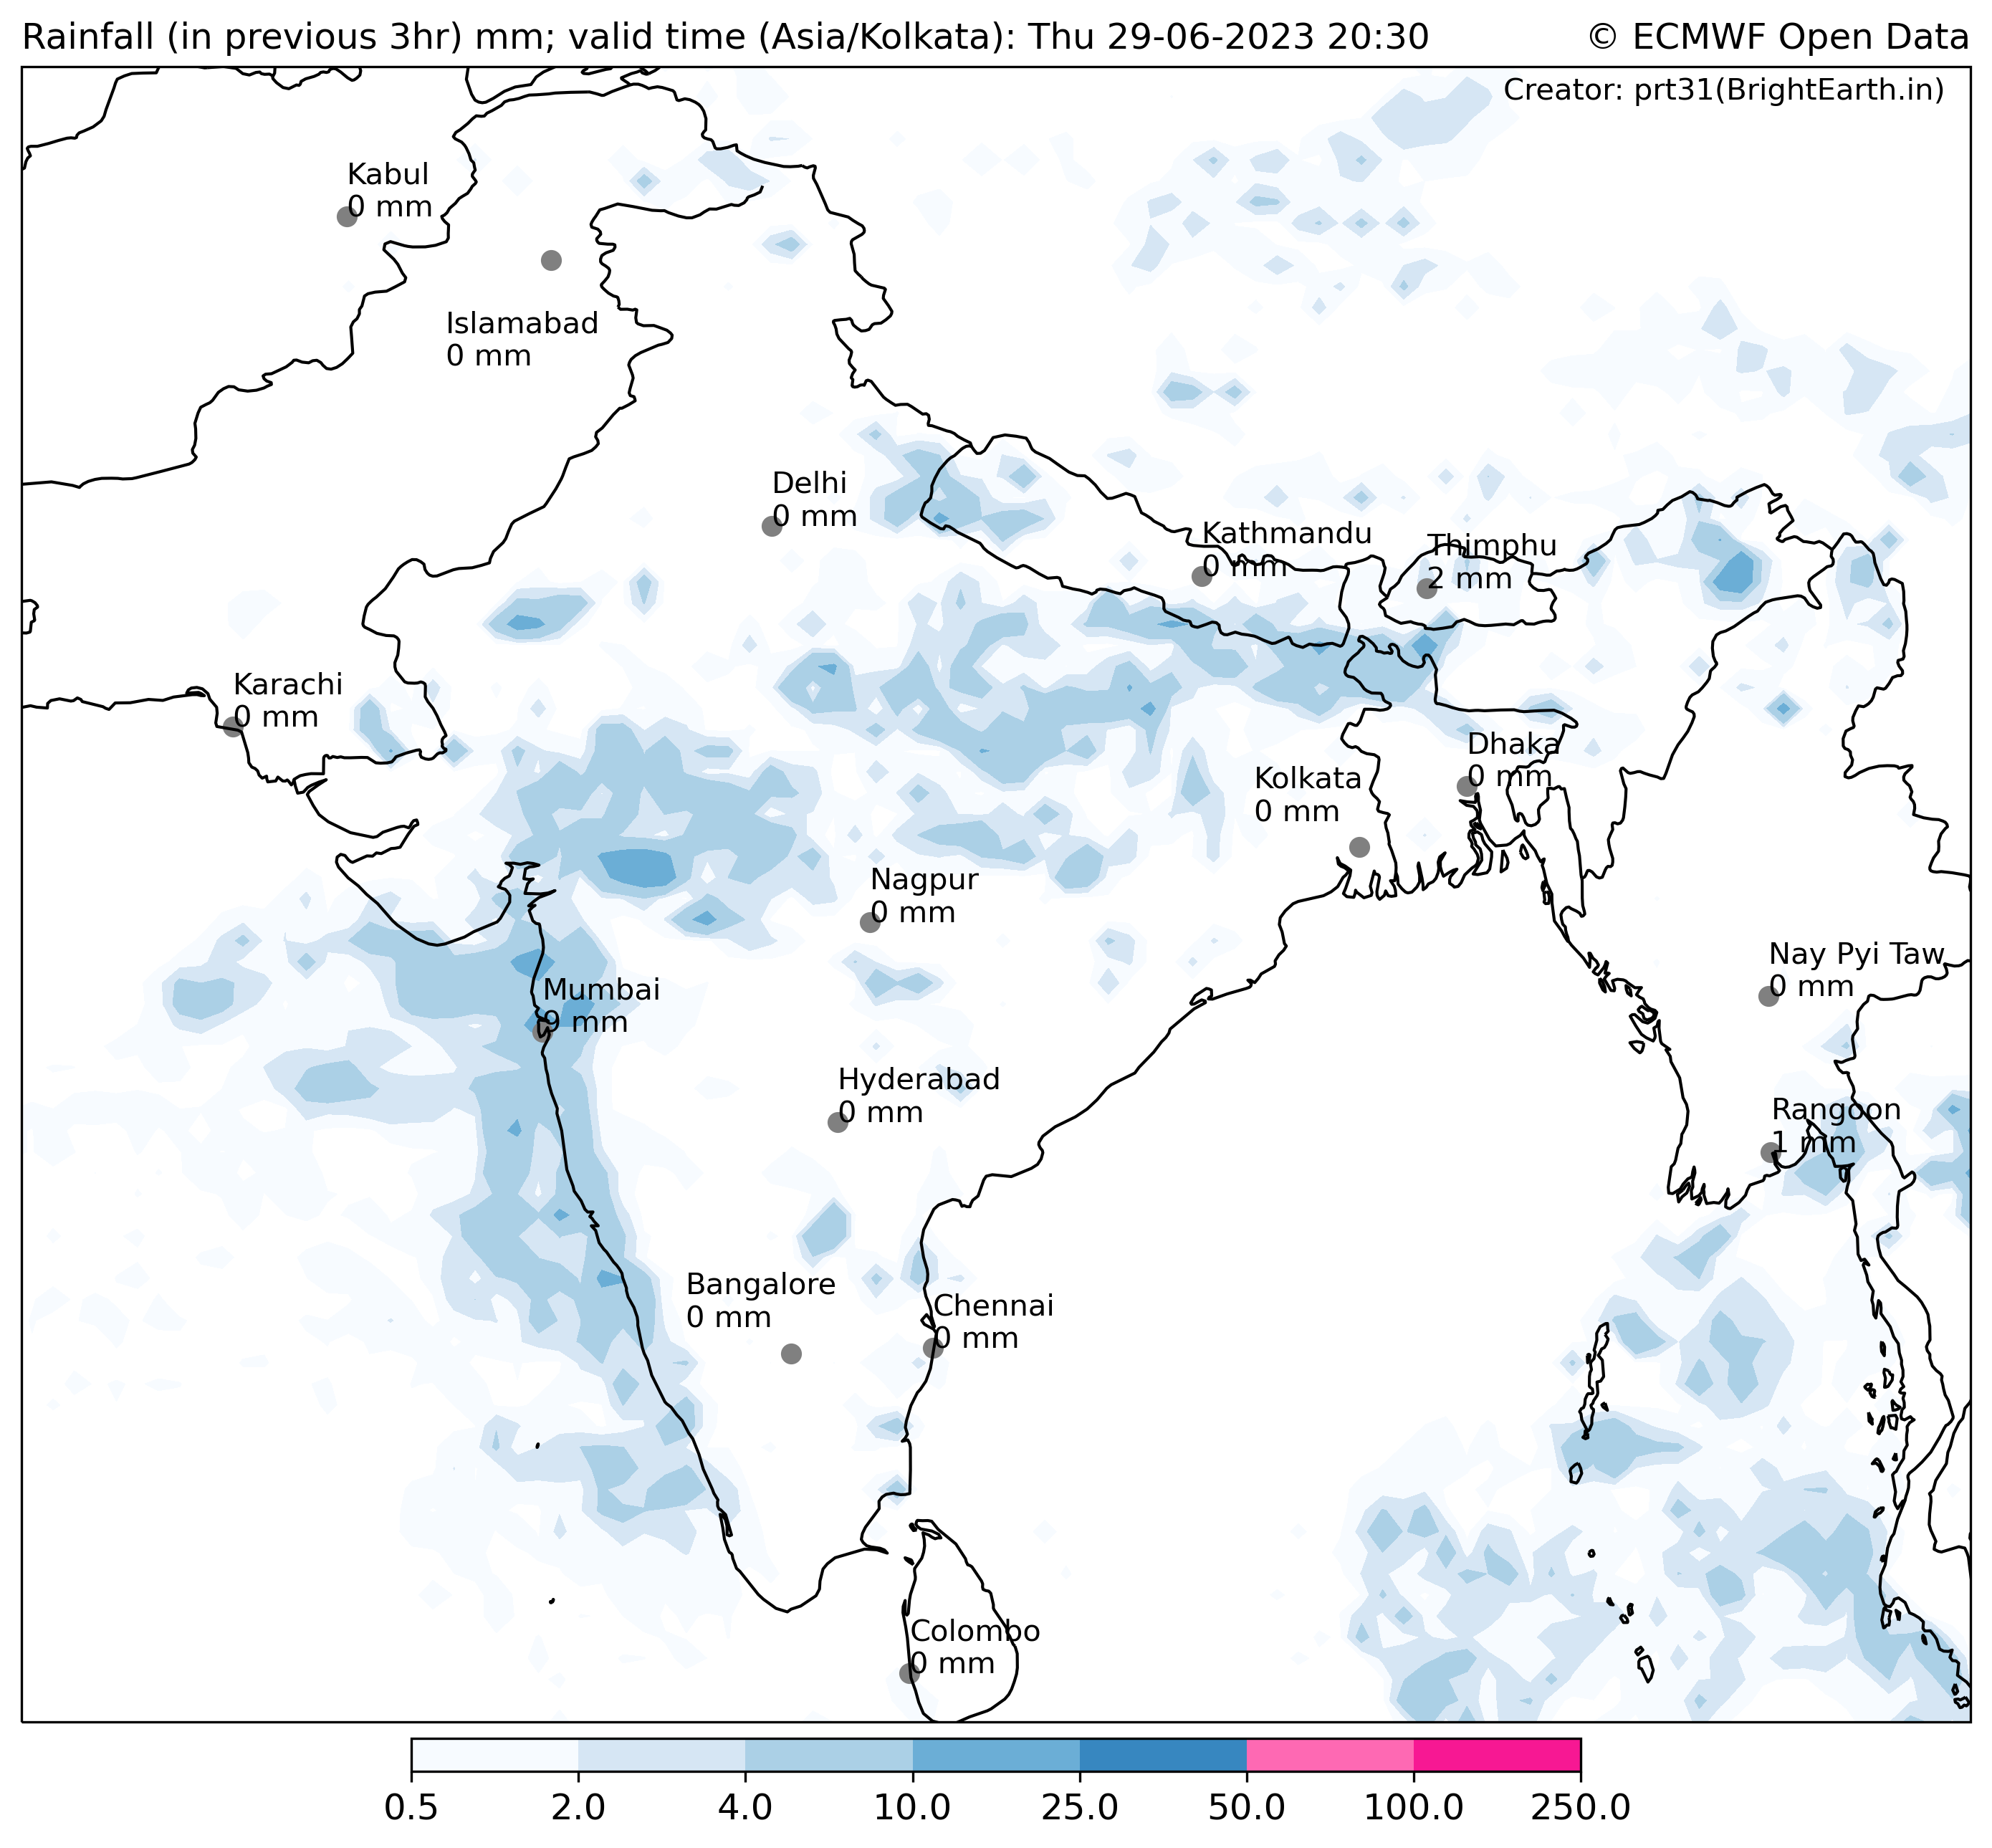 Rainfall (in previous 3hr) mm; valid time (Asia/Kolkata): Thu 29-06-2023 20:30
© ECMWF Open Data
Creator: prt31(BrightEarth.in)
Kabul
0 mm
Islamabad
0 mm
Delhi
0 mm
Kathmandu
0 mm
Thimphu
2 mm
Karachi
0 mm
Dhaka
0 mm
Kolkata
0 mm
Nagpur
0 mm
Nay Pyi Taw
0 mm
Mumbai
9 mm
Hyderabad
0 mm
Rangoon
1 mm
Bangalore
0 mm
Chennai
0 mm
Colombo
0 mm
0.5 2.0 4.0 10.0 25.0 50.0 100.0 250.0